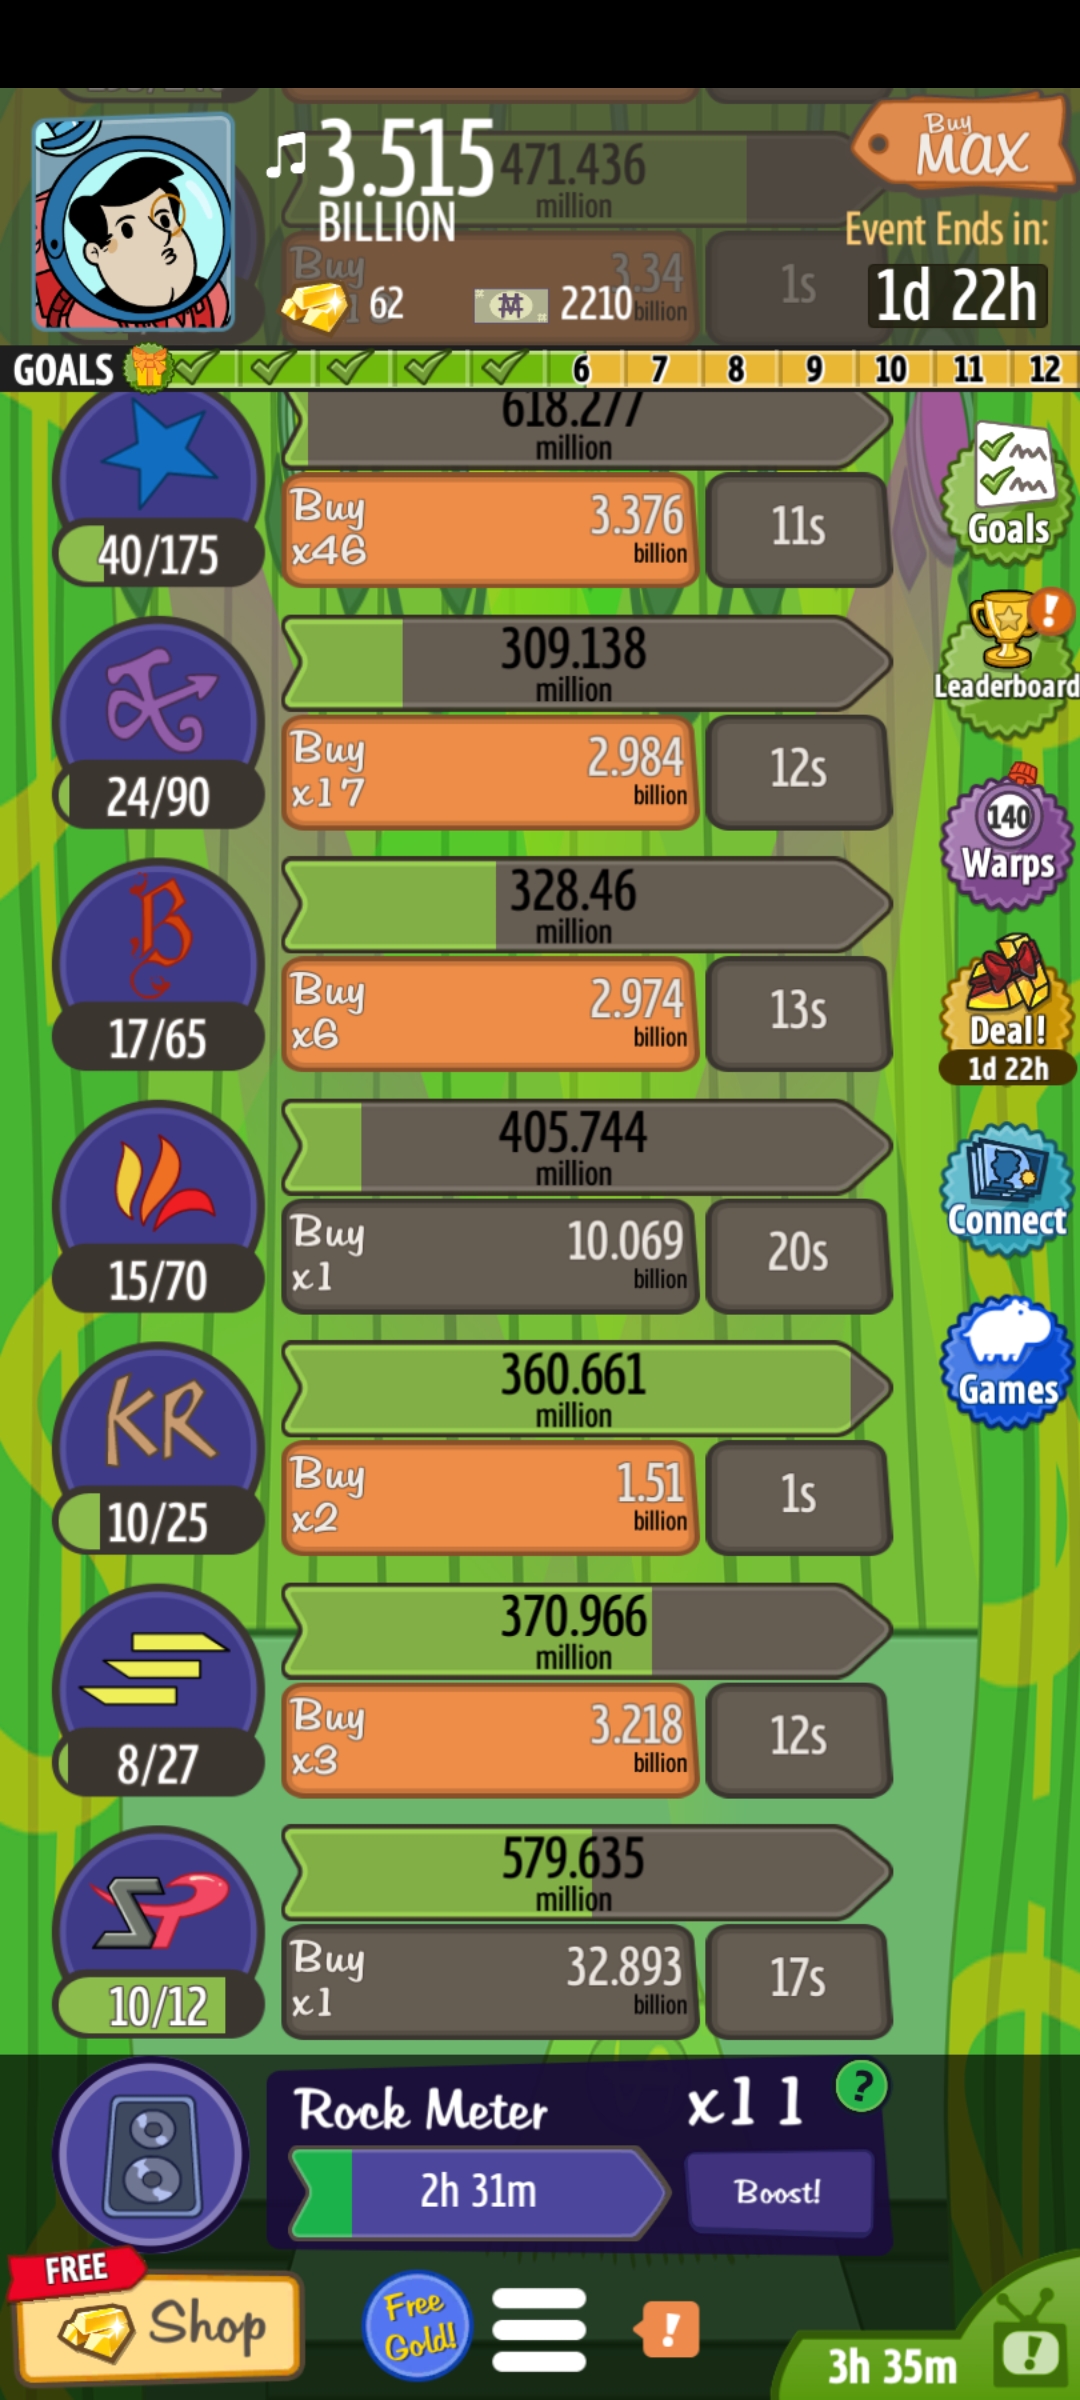 3.515
BILLION
471.436
million
Buy
MAX
Event Ends in:
1d 22h
Buy
3.34
billion
1s
62
2210
GOALS
6
7
8
9
10
11
12
618.277
million
40/175
Buy
x46
3.376
billion
11s
Goals
309.138
million
24/90
Buy
x17
2.984
billion
12s
Leaderboard
328.46
million
17/65
Buy
x6
2.974
billion
13s
140
Warps
Deal!
1d 22h
405.744
million
15/70
Buy
x1
10.069
billion
20s
Connect
360.661
million
KR
10/25
Buy
x2
1.51
billion
1s
Games
370.966
million
8/27
Buy
x3
3.218
billion
12s
579.635
million
10/12
Buy
x1
32.893
billion
17s
Rock Meter
x11
?
2h 31m
Boost!
FREE
Shop
Free
Gold!
!
3h 35m
!